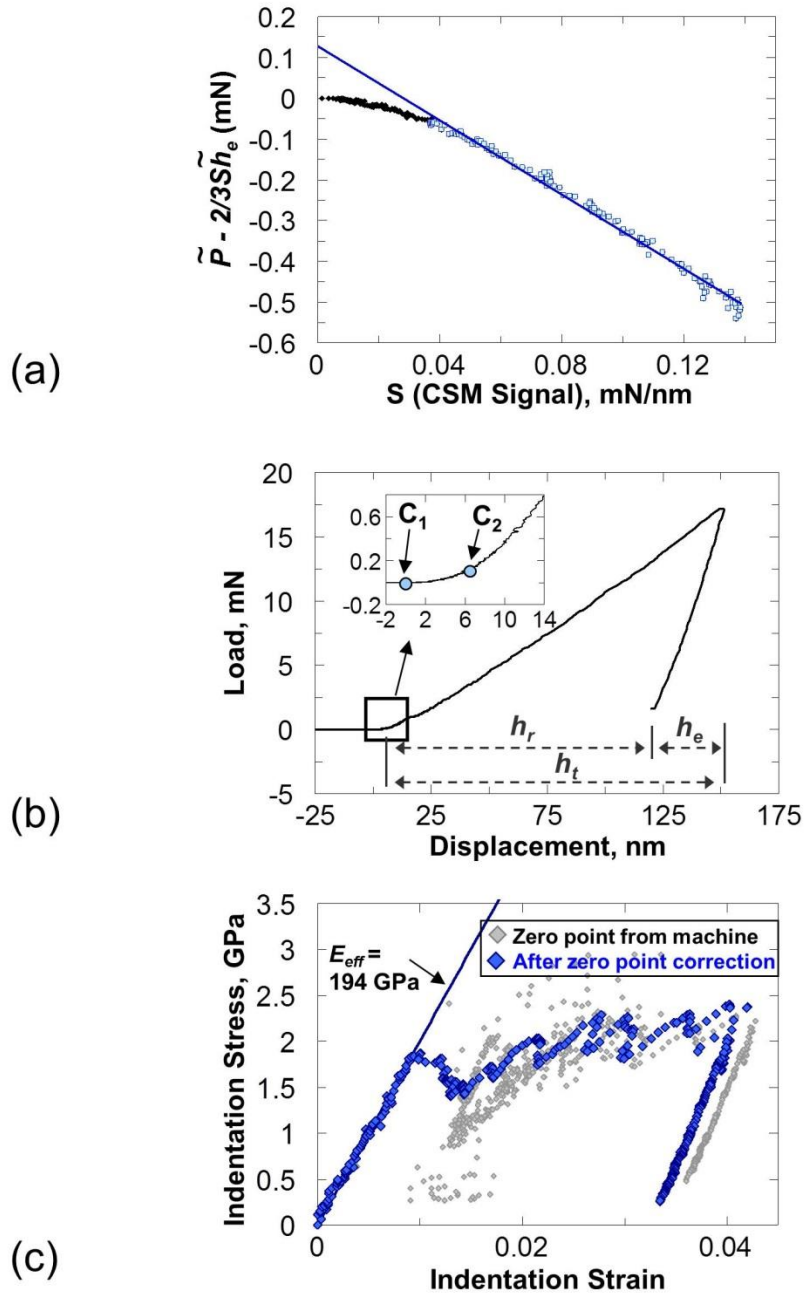 0.2
0.1
0
-0.1
-0.2
-0.3
-0.4
-0.5
-0.6
P̃ - 2/3Sh̃ₑ (mN)
0 0.04 0.08 0.12
S (CSM Signal), mN/nm
(a)
20
15
10
5
0
-5
Load, mN
0.6
0.2
-0.2
C₁ C₂
-2 2 6 10 14
hᵣ hₑ
hₜ
-25 25 75 125 175
Displacement, nm
(b)
3.5
3
2.5
2
1.5
1
0.5
0
Indentation Stress, GPa
Eeff =
194 GPa
Zero point from machine
After zero point correction
0 0.02 0.04
Indentation Strain
(c)